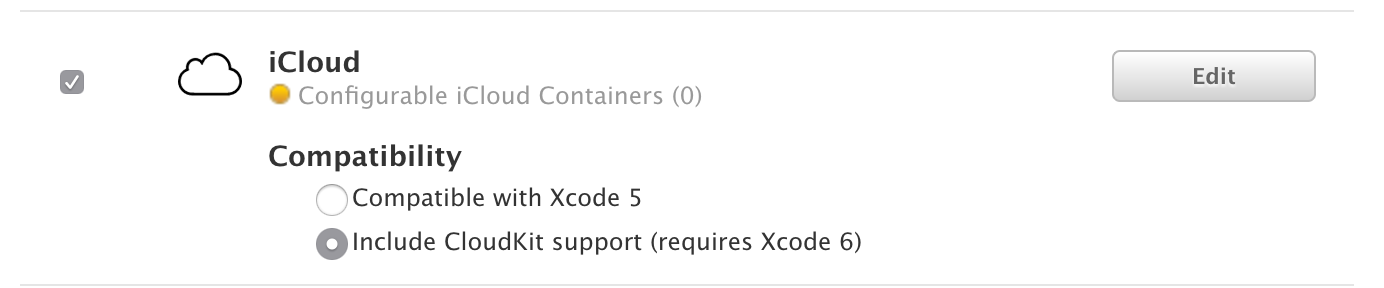 iCloud
Configurable iCloud Containers (0)
Edit
Compatibility
Compatible with Xcode 5
Include CloudKit support (requires Xcode 6)